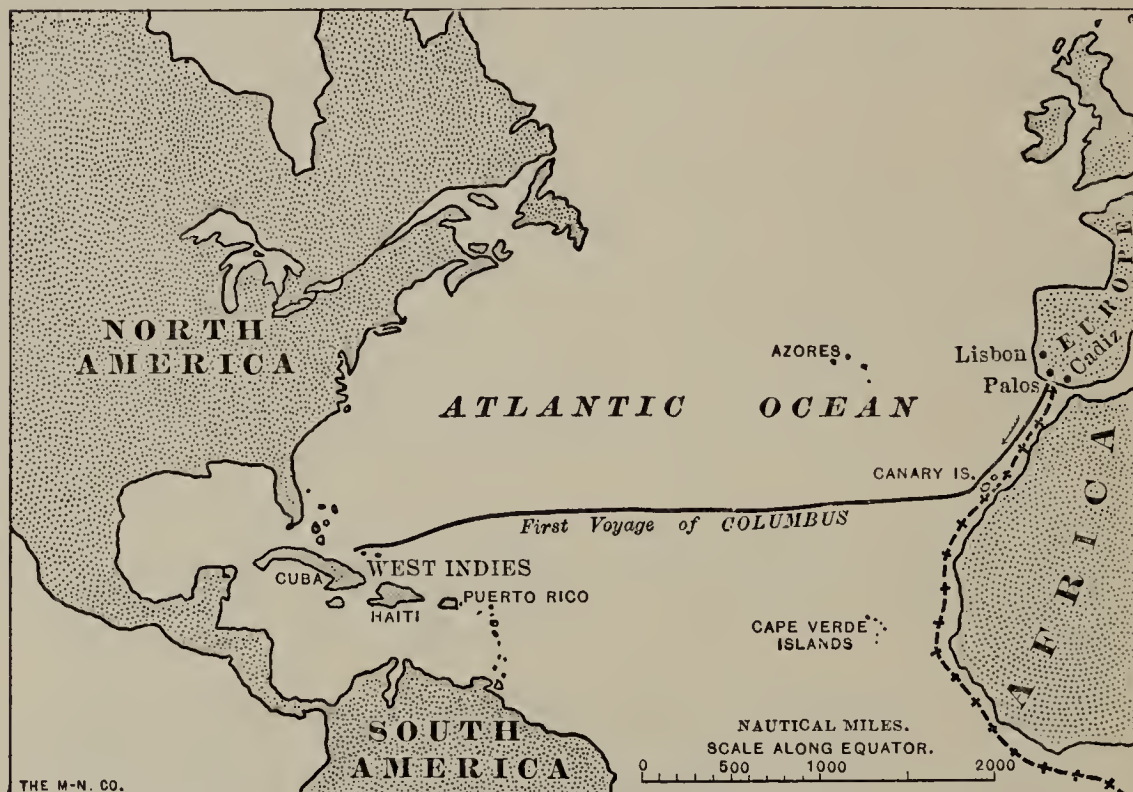 NORTH
AMERICA
AZORES
Lisbon
Palos
Cadiz
EUROPE
ATLANTIC OCEAN
CANARY IS.
First Voyage of COLUMBUS
AFRICA
CUBA
WEST INDIES
HAITI
PUERTO RICO
CAPE VERDE
ISLANDS
SOUTH
AMERICA
NAUTICAL MILES.
SCALE ALONG EQUATOR.
0 500 1000 2000
THE M-N. CO.